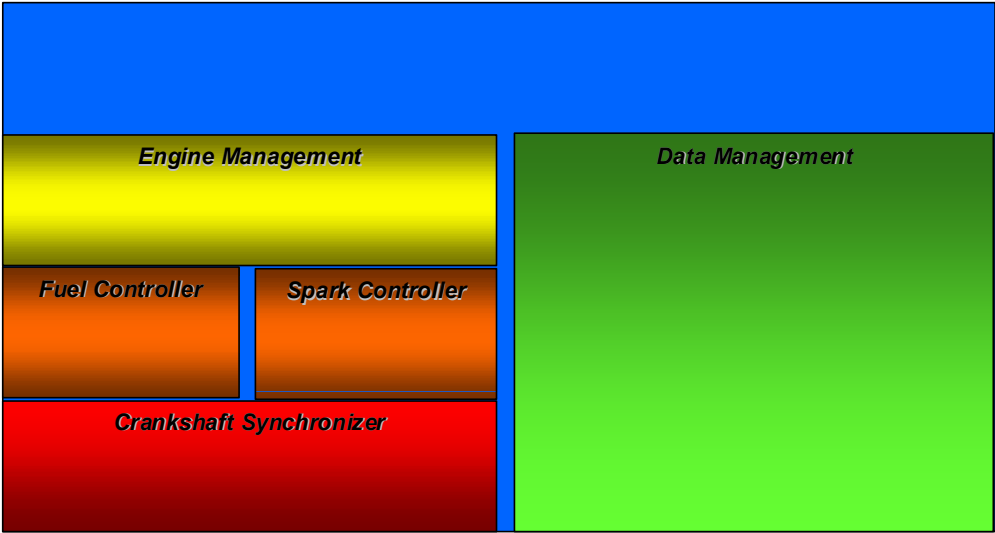 Engine Management
Data Management
Fuel Controller
Spark Controller
Crankshaft Synchronizer